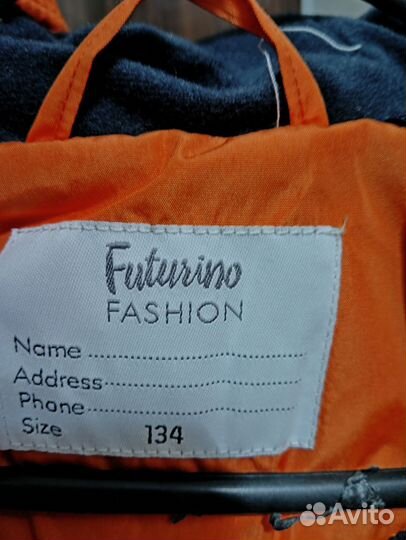 Futurino
FASHION
Name
Address
Phone
Size 134
Avito